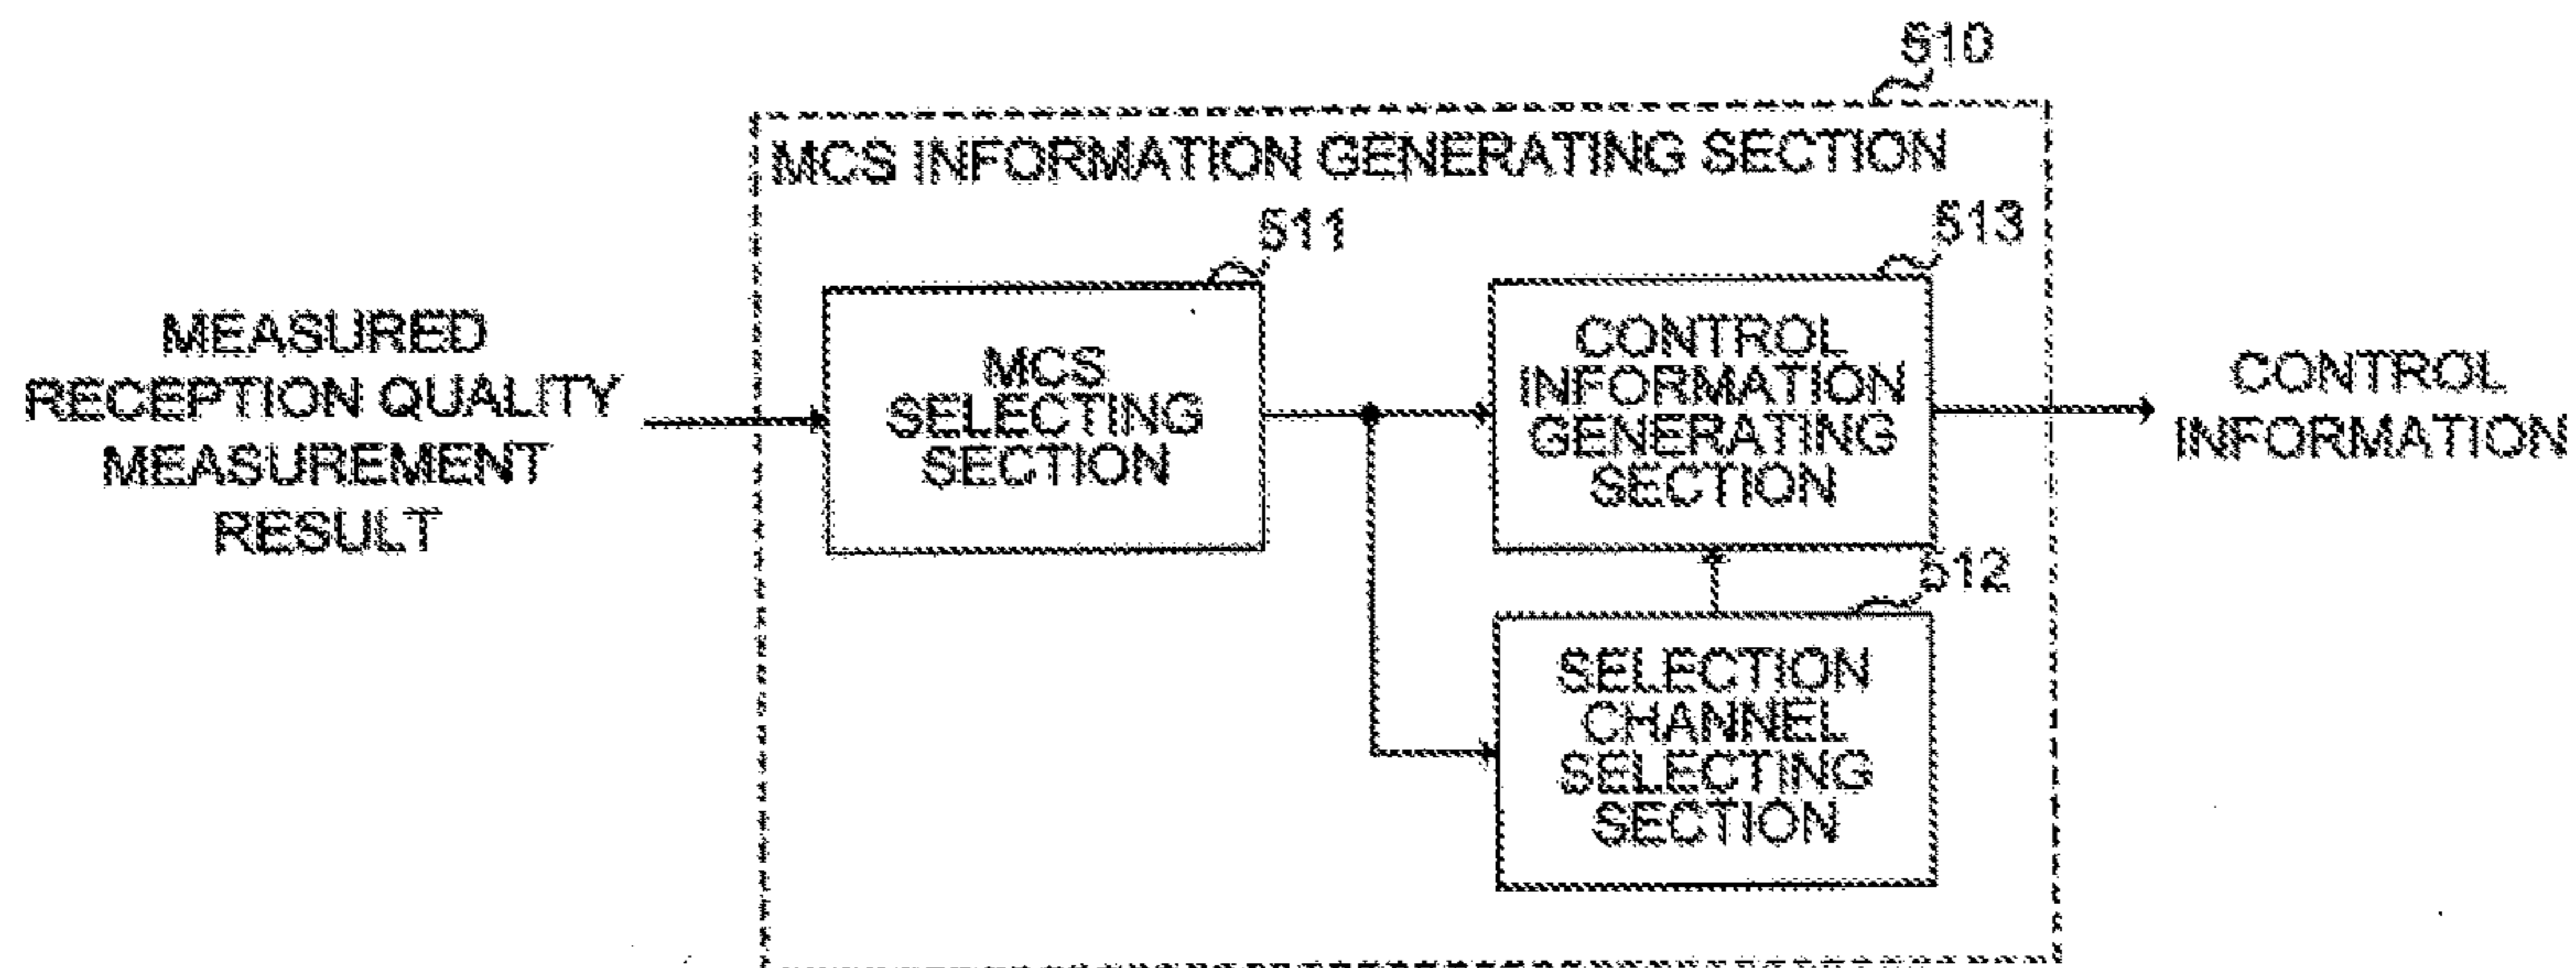 510
MCS INFORMATION GENERATING SECTION
511
513
MEASURED
RECEPTION QUALITY
MEASUREMENT
RESULT
MCS
SELECTING
SECTION
CONTROL
INFORMATION
GENERATING
SECTION
CONTROL
INFORMATION
512
SELECTION
CHANNEL
SELECTING
SECTION